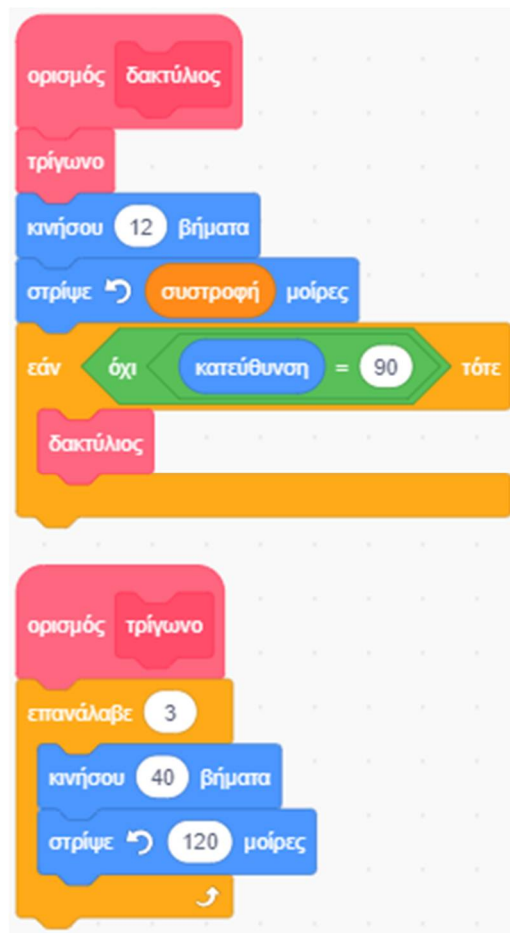 ορισμός δακτύλιος
τρίγωνο
κινήσου 12 βήματα
στρίψε συστροφή μοίρες
εάν όχι κατεύθυνση = 90 τότε
δακτύλιος
ορισμός τρίγωνο
επανάλαβε 3
κινήσου 40 βήματα
στρίψε 120 μοίρες